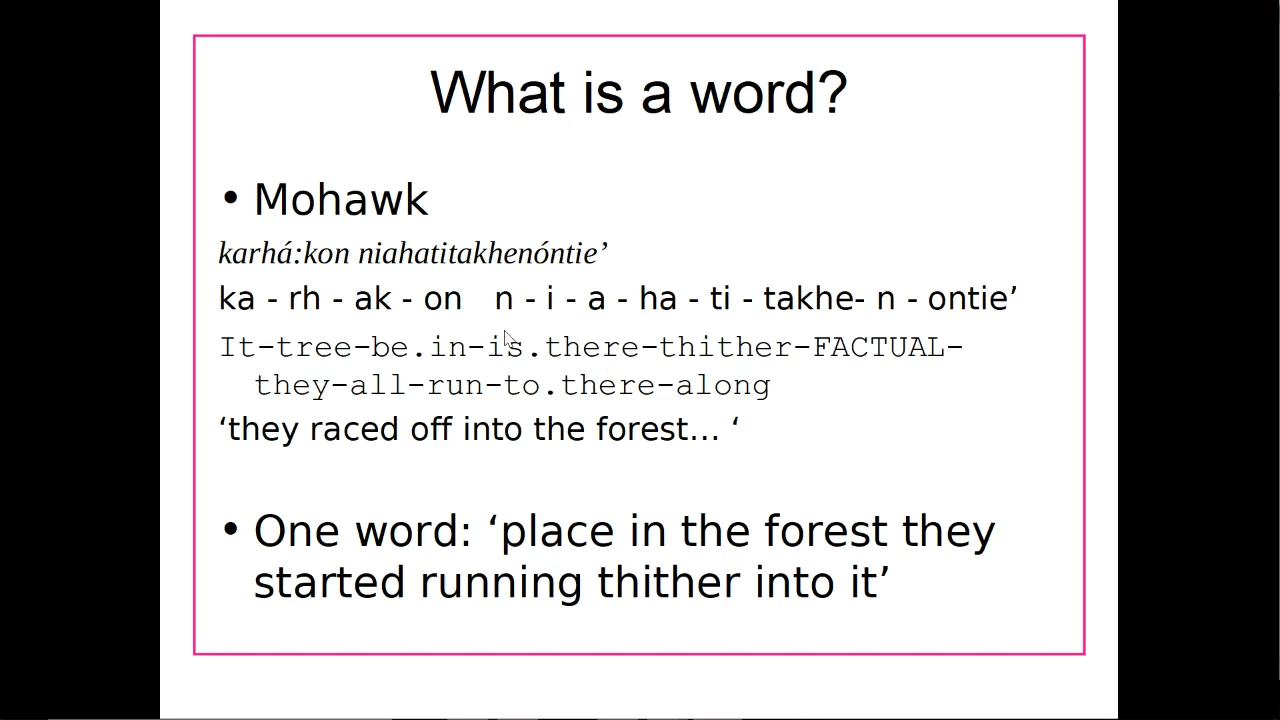 What is a word?
• Mohawk
karhá:kon niahatitakhenóntie’
ka - rh - ak - on n - i - a - ha - ti - takhe- n - ontie’
It-tree-be.in-is.there-thither-FACTUAL-
they-all-run-to.there-along
‘they raced off into the forest… ‘
• One word: ‘place in the forest they
started running thither into it’